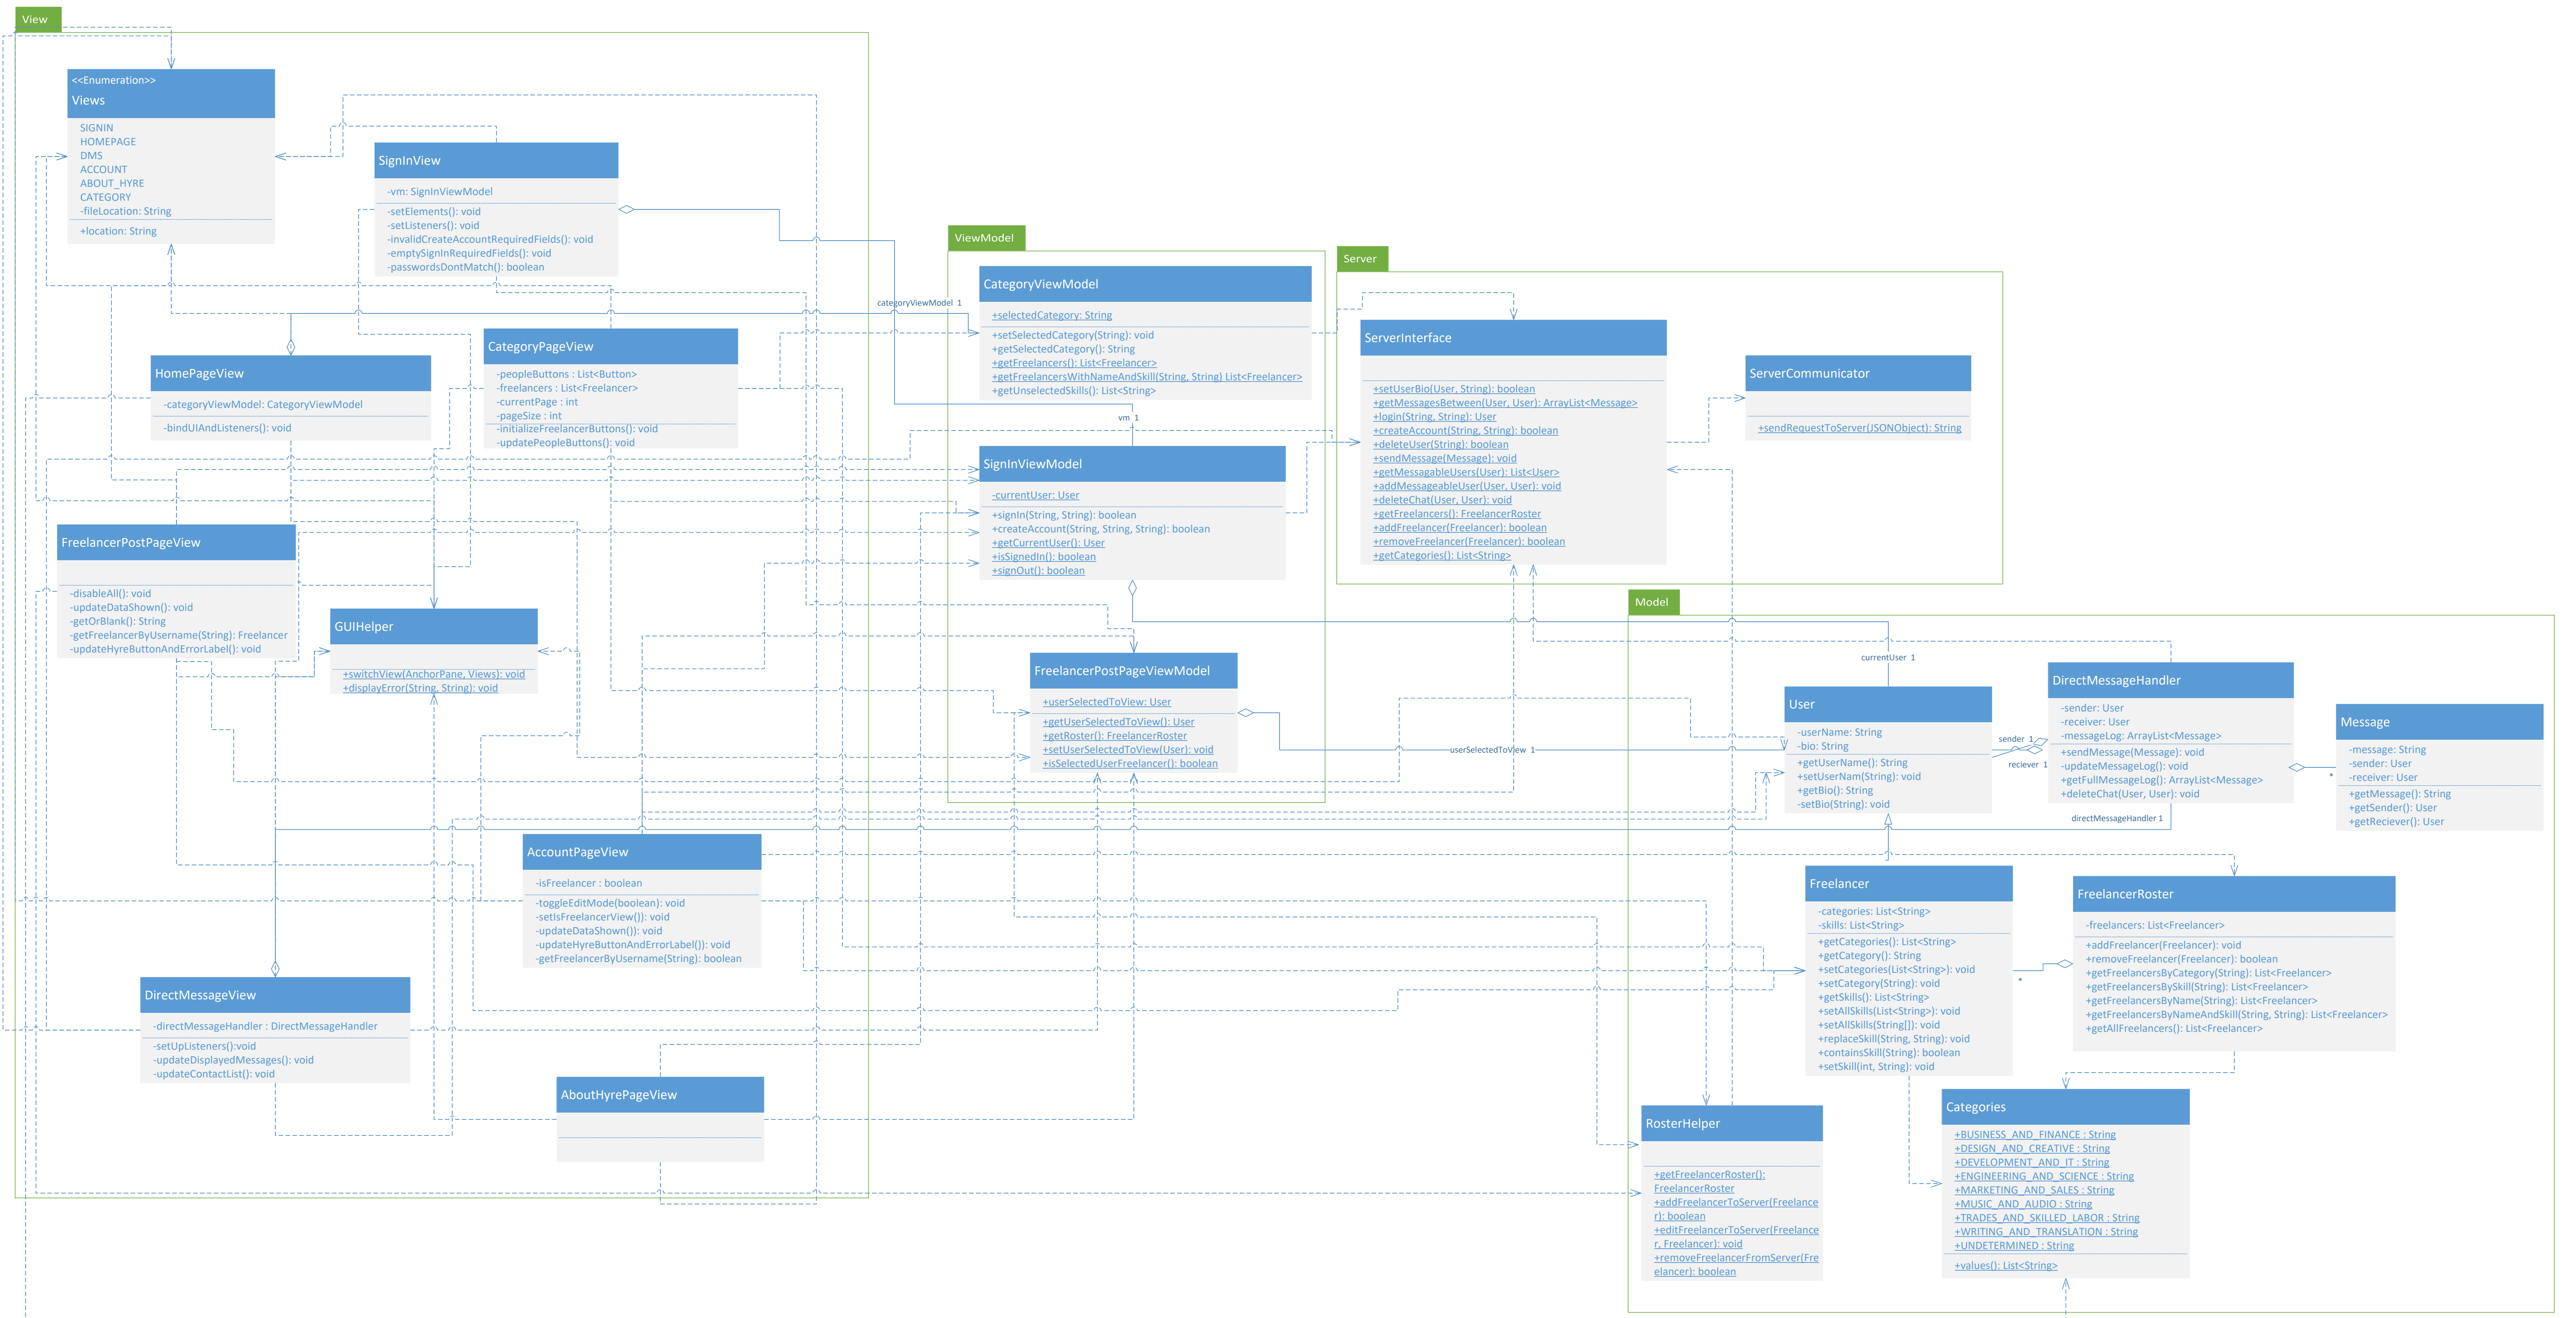 View
<<Enumeration>>
Views
SIGNIN
HOMEPAGE
DMS
ACCOUNT
ABOUT_HYRE
CATEGORY
-fileLocation: String
+location: String
SignInView
-vm: SignInViewModel
-setElements(): void
-setListeners(): void
-invalidCreateAccountRequiredFields(): void
-emptySignInRequiredFields(): void
-passwordsDontMatch(): boolean
HomePageView
-categoryViewModel: CategoryViewModel
-bindUIAndListeners(): void
CategoryPageView
-peopleButtons : List<Button>
-freelancers : List<Freelancer>
-currentPage : int
-pageSize : int
-initializeFreelancerButtons(): void
-updatePeopleButtons(): void
FreelancerPostPageView
-disableAll(): void
-updateDataShown(): void
-getOrBlank(): String
-getFreelancerByUsername(String): Freelancer
-updateHyreButtonAndErrorLabel(): void
GUIHelper
+switchView(AnchorPane, Views): void
+displayError(String, String): void
AccountPageView
-isFreelancer : boolean
-toggleEditMode(boolean): void
-setIsFreelancerView()): void
-updateDataShown()): void
-updateHyreButtonAndErrorLabel()): void
-getFreelancerByUsername(String): boolean
DirectMessageView
-directMessageHandler : DirectMessageHandler
-setUpListeners():void
-updateDisplayedMessages(): void
-updateContactList(): void
AboutHyrePageView
ViewModel
categoryViewModel 1
CategoryViewModel
+selectedCategory: String
+setSelectedCategory(String): void
+getSelectedCategory(): String
+getFreelancers(): List<Freelancer>
+getFreelancersWithNameAndSkill(String, String) List<Freelancer>
+getUnselectedSkills(): List<String>
vm 1
SignInViewModel
-currentUser: User
+signIn(String, String): boolean
+createAccount(String, String, String): boolean
+getCurrentUser(): User
+isSignedIn(): boolean
+signOut(): boolean
FreelancerPostPageViewModel
+userSelectedToView: User
+getUserSelectedToView(): User
+getRoster(): FreelancerRoster
+setUserSelectedToView(User): void
+isSelectedUserFreelancer(): boolean
Server
ServerInterface
+setUserBio(User, String): boolean
+getMessagesBetween(User, User): ArrayList<Message>
+login(String, String): User
+createAccount(String, String): boolean
+deleteUser(String): boolean
+sendMessage(Message): void
+getMessagableUsers(User): List<User>
+addMessageableUser(User, User): void
+deleteChat(User, User): void
+getFreelancers(): FreelancerRoster
+addFreelancer(Freelancer): boolean
+removeFreelancer(Freelancer): boolean
+getCategories(): List<String>
ServerCommunicator
+sendRequestToServer(JSONObject): String
Model
currentUser 1
userSelectedToView 1
User
-userName: String
-bio: String
+getUserName(): String
+setUserNam(String): void
+getBio(): String
-setBio(String): void
sender 1
reciever 1
DirectMessageHandler
-sender: User
-receiver: User
-messageLog: ArrayList<Message>
+sendMessage(Message): void
-updateMessageLog(): void
+getFullMessageLog(): ArrayList<Message>
+deleteChat(User, User): void
directMessageHandler 1
*
Message
-message: String
-sender: User
-receiver: User
+getMessage(): String
+getSender(): User
+getReciever(): User
Freelancer
-categories: List<String>
-skills: List<String>
+getCategories(): List<String>
+getCategory(): String
+setCategories(List<String>): void
+setCategory(String): void
+getSkills(): List<String>
+setAllSkills(List<String>): void
+setAllSkills(String[]): void
+replaceSkill(String, String): void
+containsSkill(String): boolean
+setSkill(int, String): void
*
FreelancerRoster
-freelancers: List<Freelancer>
+addFreelancer(Freelancer): void
+removeFreelancer(Freelancer): boolean
+getFreelancersByCategory(String): List<Freelancer>
+getFreelancersBySkill(String): List<Freelancer>
+getFreelancersByName(String): List<Freelancer>
+getFreelancersByNameAndSkill(String, String): List<Freelancer>
+getAllFreelancers(): List<Freelancer>
RosterHelper
+getFreelancerRoster():
FreelancerRoster
+addFreelancerToServer(Freelance
r): boolean
+editFreelancerToServer(Freelance
r, Freelancer): void
+removeFreelancerFromServer(Fre
elancer): boolean
Categories
+BUSINESS_AND_FINANCE : String
+DESIGN_AND_CREATIVE : String
+DEVELOPMENT_AND_IT : String
+ENGINEERING_AND_SCIENCE : String
+MARKETING_AND_SALES : String
+MUSIC_AND_AUDIO : String
+TRADES_AND_SKILLED_LABOR : String
+WRITING_AND_TRANSLATION : String
+UNDETERMINED : String
+values(): List<String>